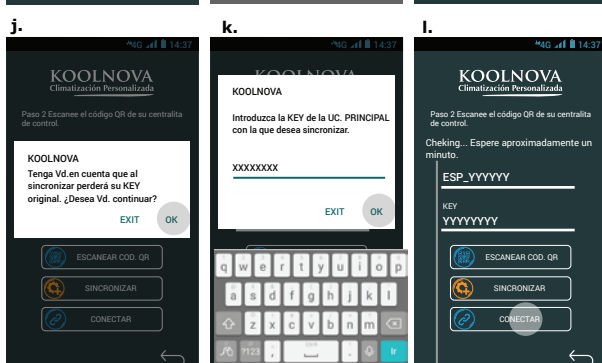 j.
4G 14:37
KOOLNOVA
Climatización Personalizada
Paso 2 Escanee el código QR de su centralita
de control.
KOOLNOVA
Tenga Vd.en cuenta que al
sincronizar perderá su KEY
original. ¿Desea Vd. continuar?
EXIT OK
ESCANEAR COD. QR
SINCRONIZAR
CONECTAR
k.
4G 14:37
KOOLNOVA
KOOLNOVA
Introduzca la KEY de la UC. PRINCIPAL
con la que desea sincronizar.
XXXXXXXX
EXIT OK
q w e r t y u i o p
a s d f g h j k l
z x c v b n m
?123 ; . Ir
l.
4G 14:37
KOOLNOVA
Climatización Personalizada
Paso 2 Escanee el código QR de su centralita
de control.
Cheking... Espere aproximadamente un
minuto.
ESP_YYYYYY
KEY
YYYYYYYY
ESCANEAR COD. QR
SINCRONIZAR
CONECTAR